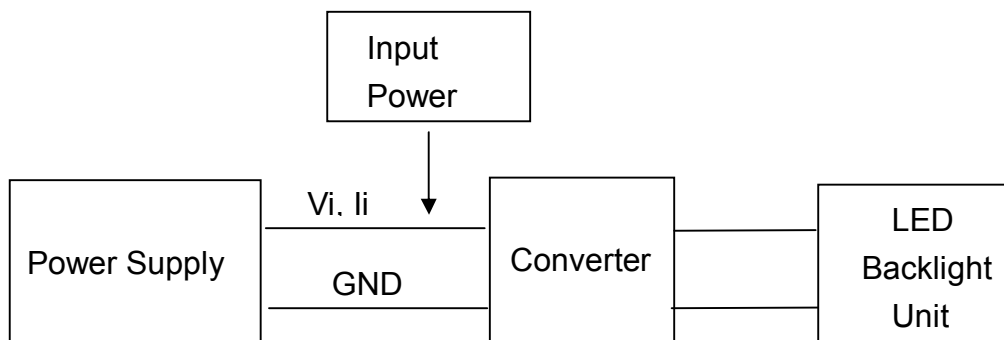 Input
Power
Vi, Ii
Power Supply
GND
Converter
LED
Backlight
Unit